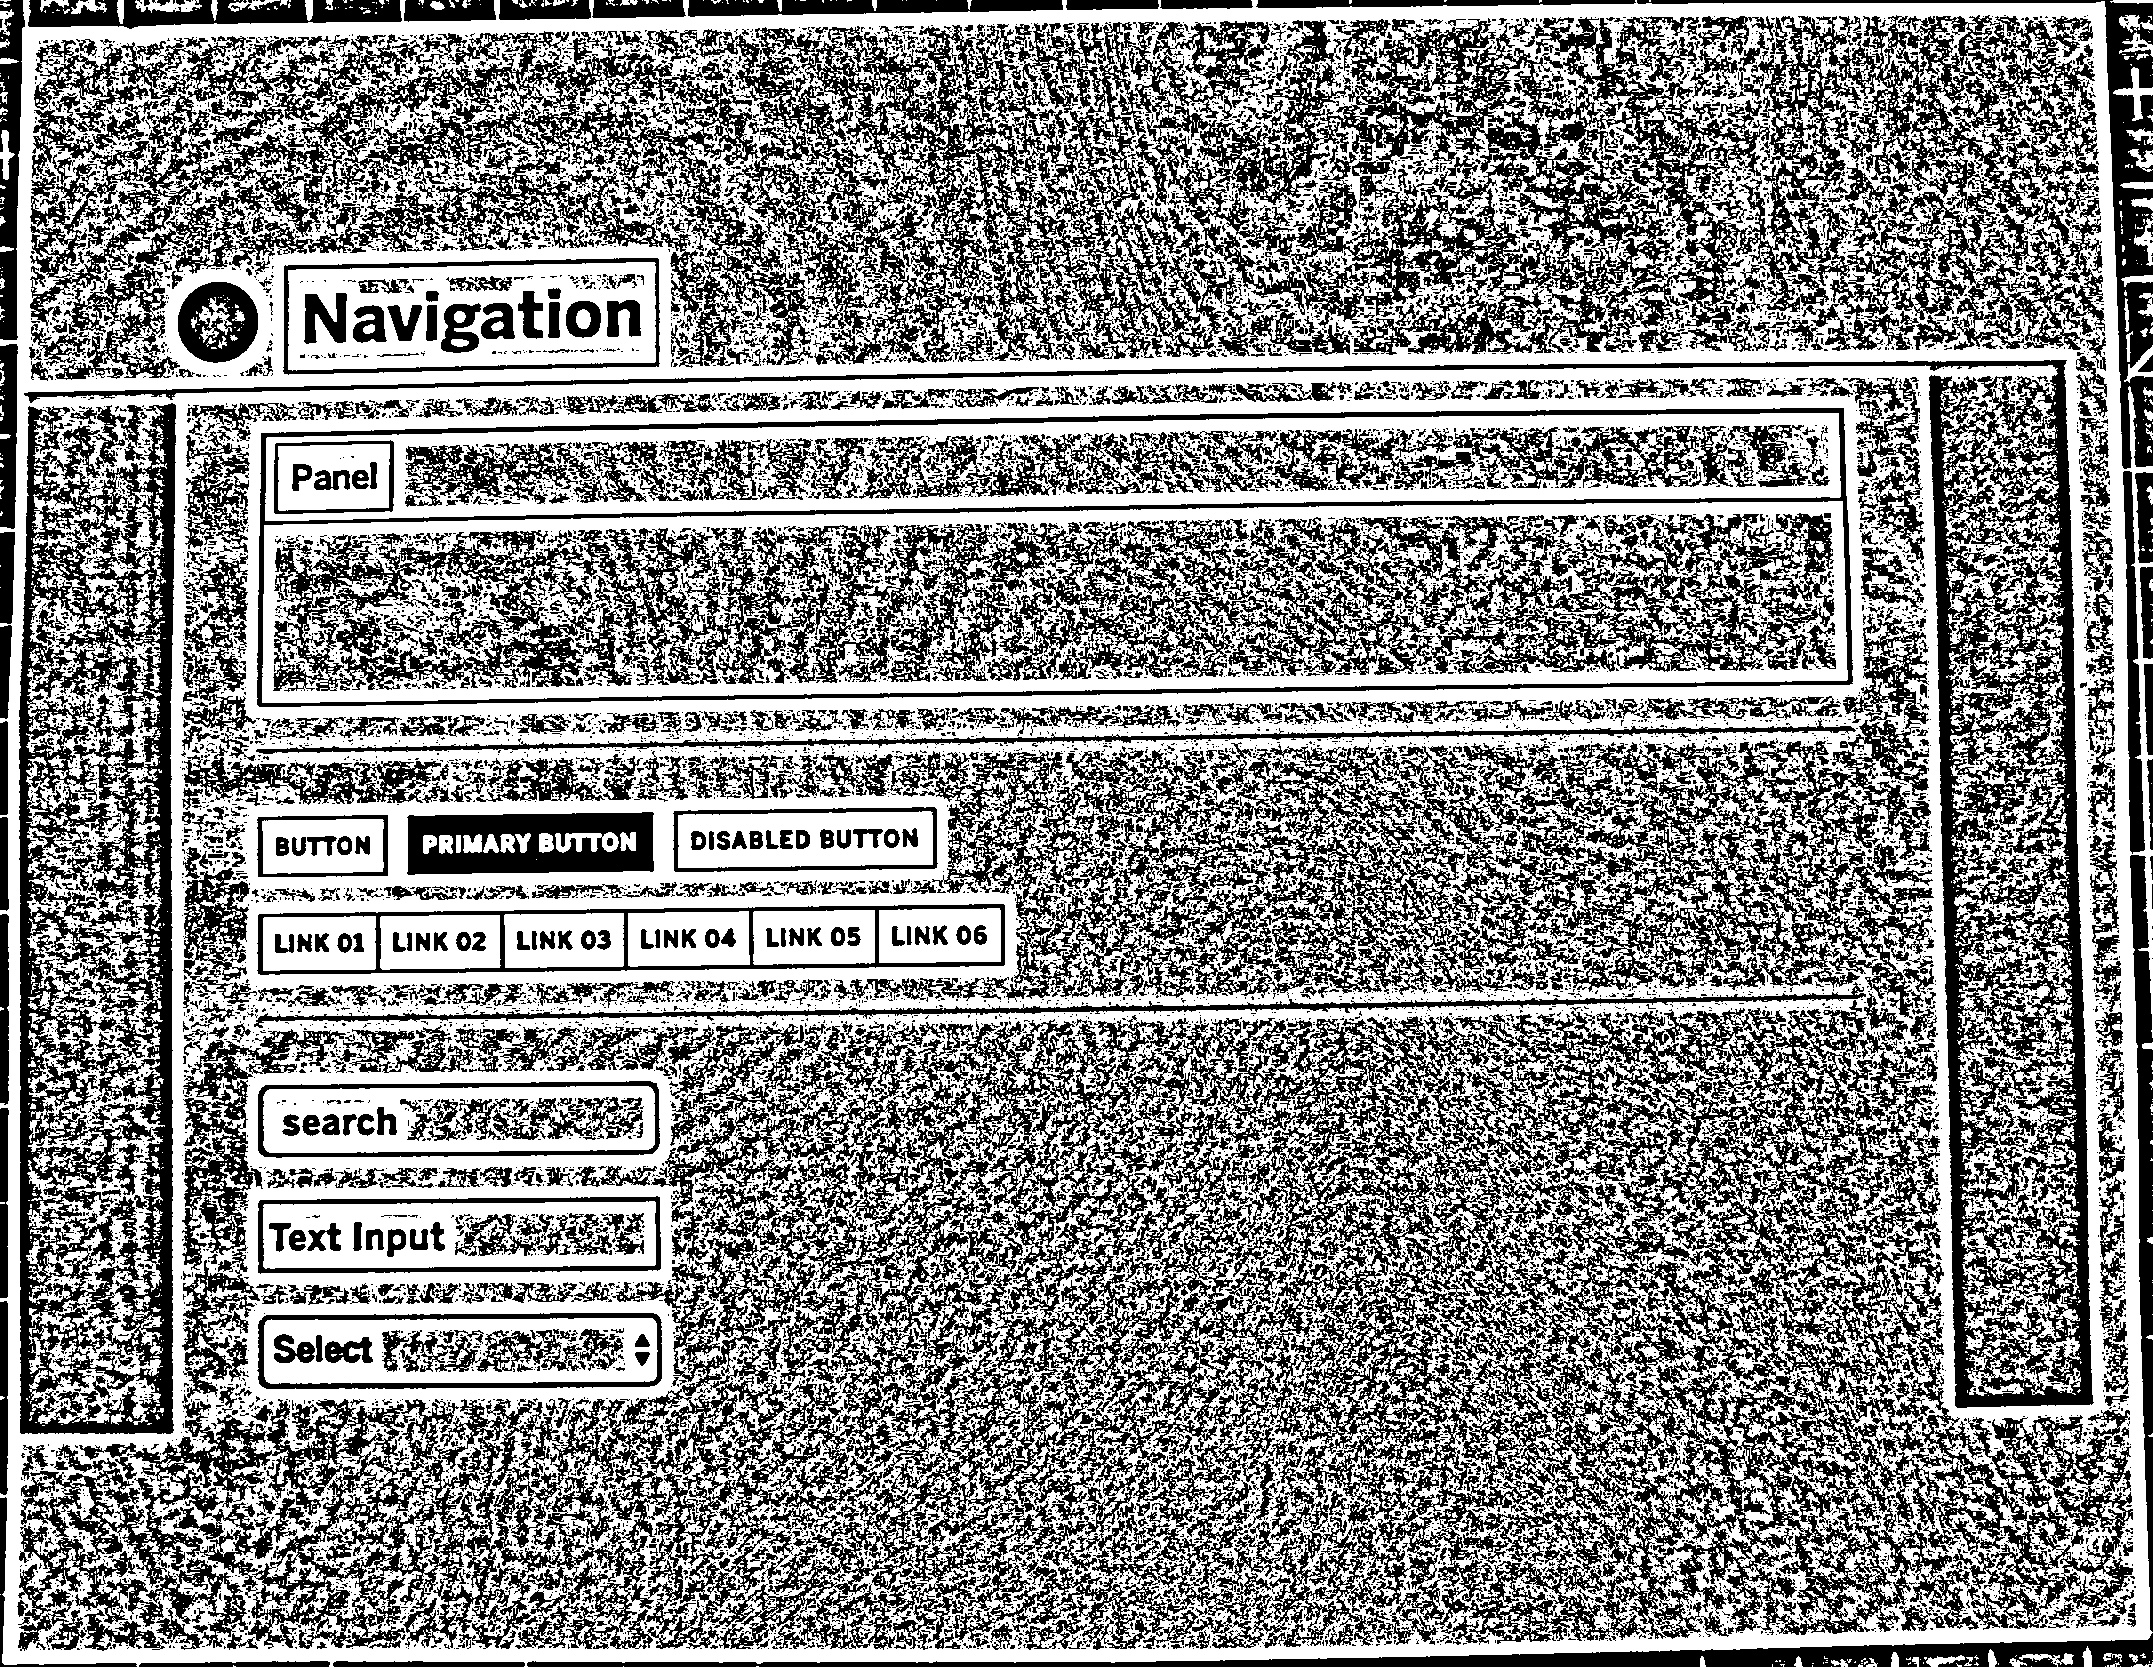 Navigation
Panel
BUTTON PRIMARY BUTTON DISABLED BUTTON
LINK 01 LINK 02 LINK 03 LINK 04 LINK 05 LINK 06
search
Text Input
Select